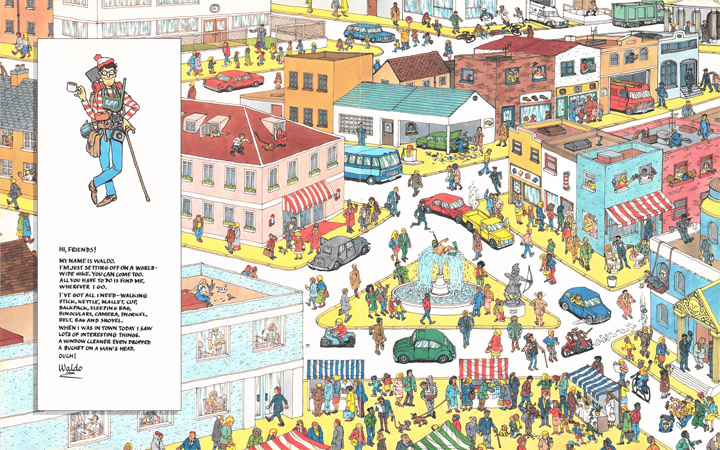 HI, FRIENDS!
MY NAME IS WALDO.
I'M JUST SETTING OFF ON A WORLD-
WIDE HIKE. YOU CAN COME TOO.
ALL YOU HAVE TO DO IS FIND ME,
WHEREVER I GO.
I'VE GOT ALL I NEED – WALKING
STICK, KETTLE, MALLET, CUP,
BACKPACK, SLEEPING BAG,
BINOCULARS, CAMERA, SNORKEL,
BELT, BAG AND SHOVEL.
WHEN I WAS IN TOWN TODAY I SAW
LOTS OF INTERESTING THINGS.
A WINDOW CLEANER EVEN DROPPED
A BUCKET ON A MAN'S HEAD.
OUCH!
Waldo